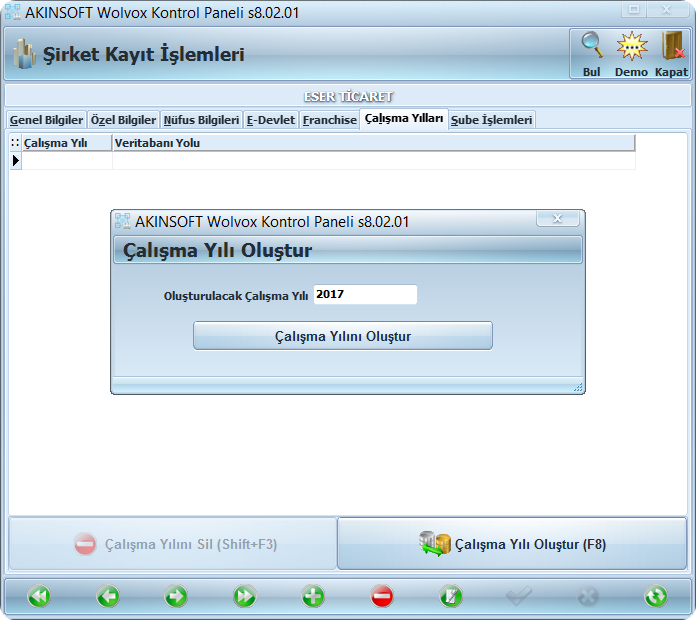 AKINSOFT Wolvox Kontrol Paneli s8.02.01
Şirket Kayıt İşlemleri
Bul Demo Kapat
ESER TİCARET
Genel Bilgiler Özel Bilgiler Nüfus Bilgileri E-Devlet Franchise Çalışma Yılları Şube İşlemleri
Çalışma Yılı Veritabanı Yolu
AKINSOFT Wolvox Kontrol Paneli s8.02.01
Çalışma Yılı Oluştur
Oluşturulacak Çalışma Yılı 2017
Çalışma Yılını Oluştur
Çalışma Yılını Sil (Shift+F3) Çalışma Yılı Oluştur (F8)